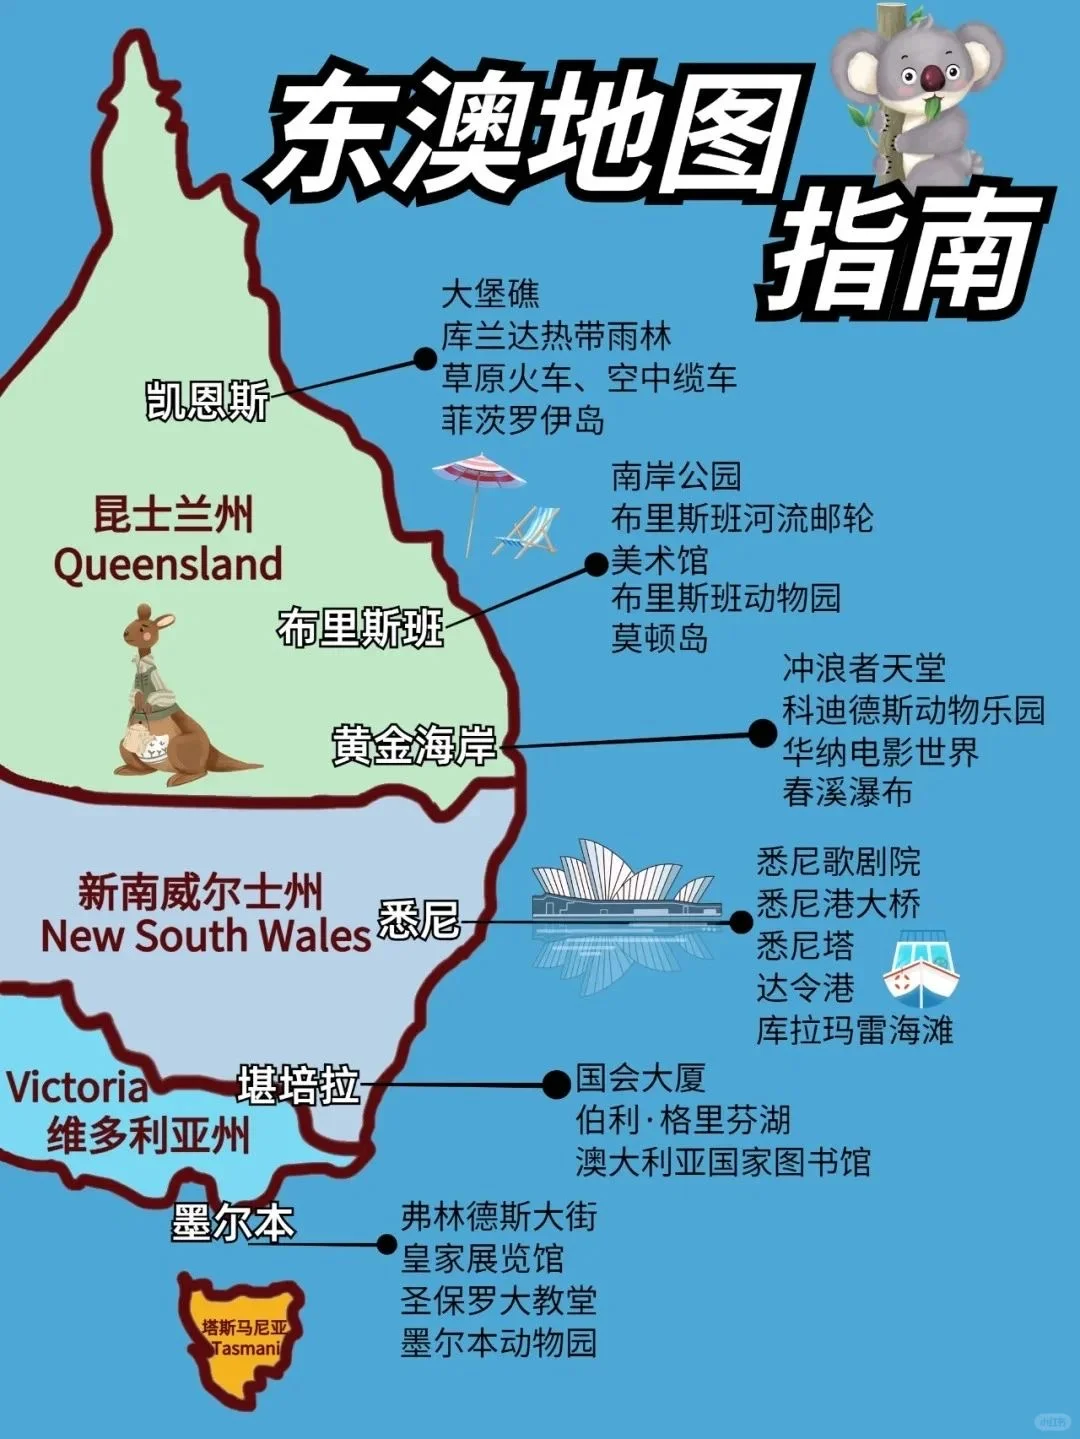 东澳地图
指南
大堡礁
库兰达热带雨林
草原火车、空中缆车
菲茨罗伊岛
凯恩斯
昆士兰州
Queensland
南岸公园
布里斯班河流邮轮
美术馆
布里斯班动物园
莫顿岛
布里斯班
冲浪者天堂
科迪德斯动物乐园
华纳电影世界
春溪瀑布
黄金海岸
新南威尔士州
New South Wales
悉尼
悉尼歌剧院
悉尼港大桥
悉尼塔
达令港
库拉玛雷海滩
Victoria
维多利亚州
堪培拉
国会大厦
伯利·格里芬湖
澳大利亚国家图书馆
墨尔本
弗林德斯大街
皇家展览馆
圣保罗大教堂
墨尔本动物园
塔斯马尼亚
Tasmani